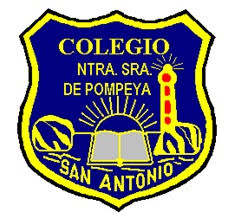 COLEGIO
NTRA. SRA.
DE POMPEYA
SAN ANTONIO